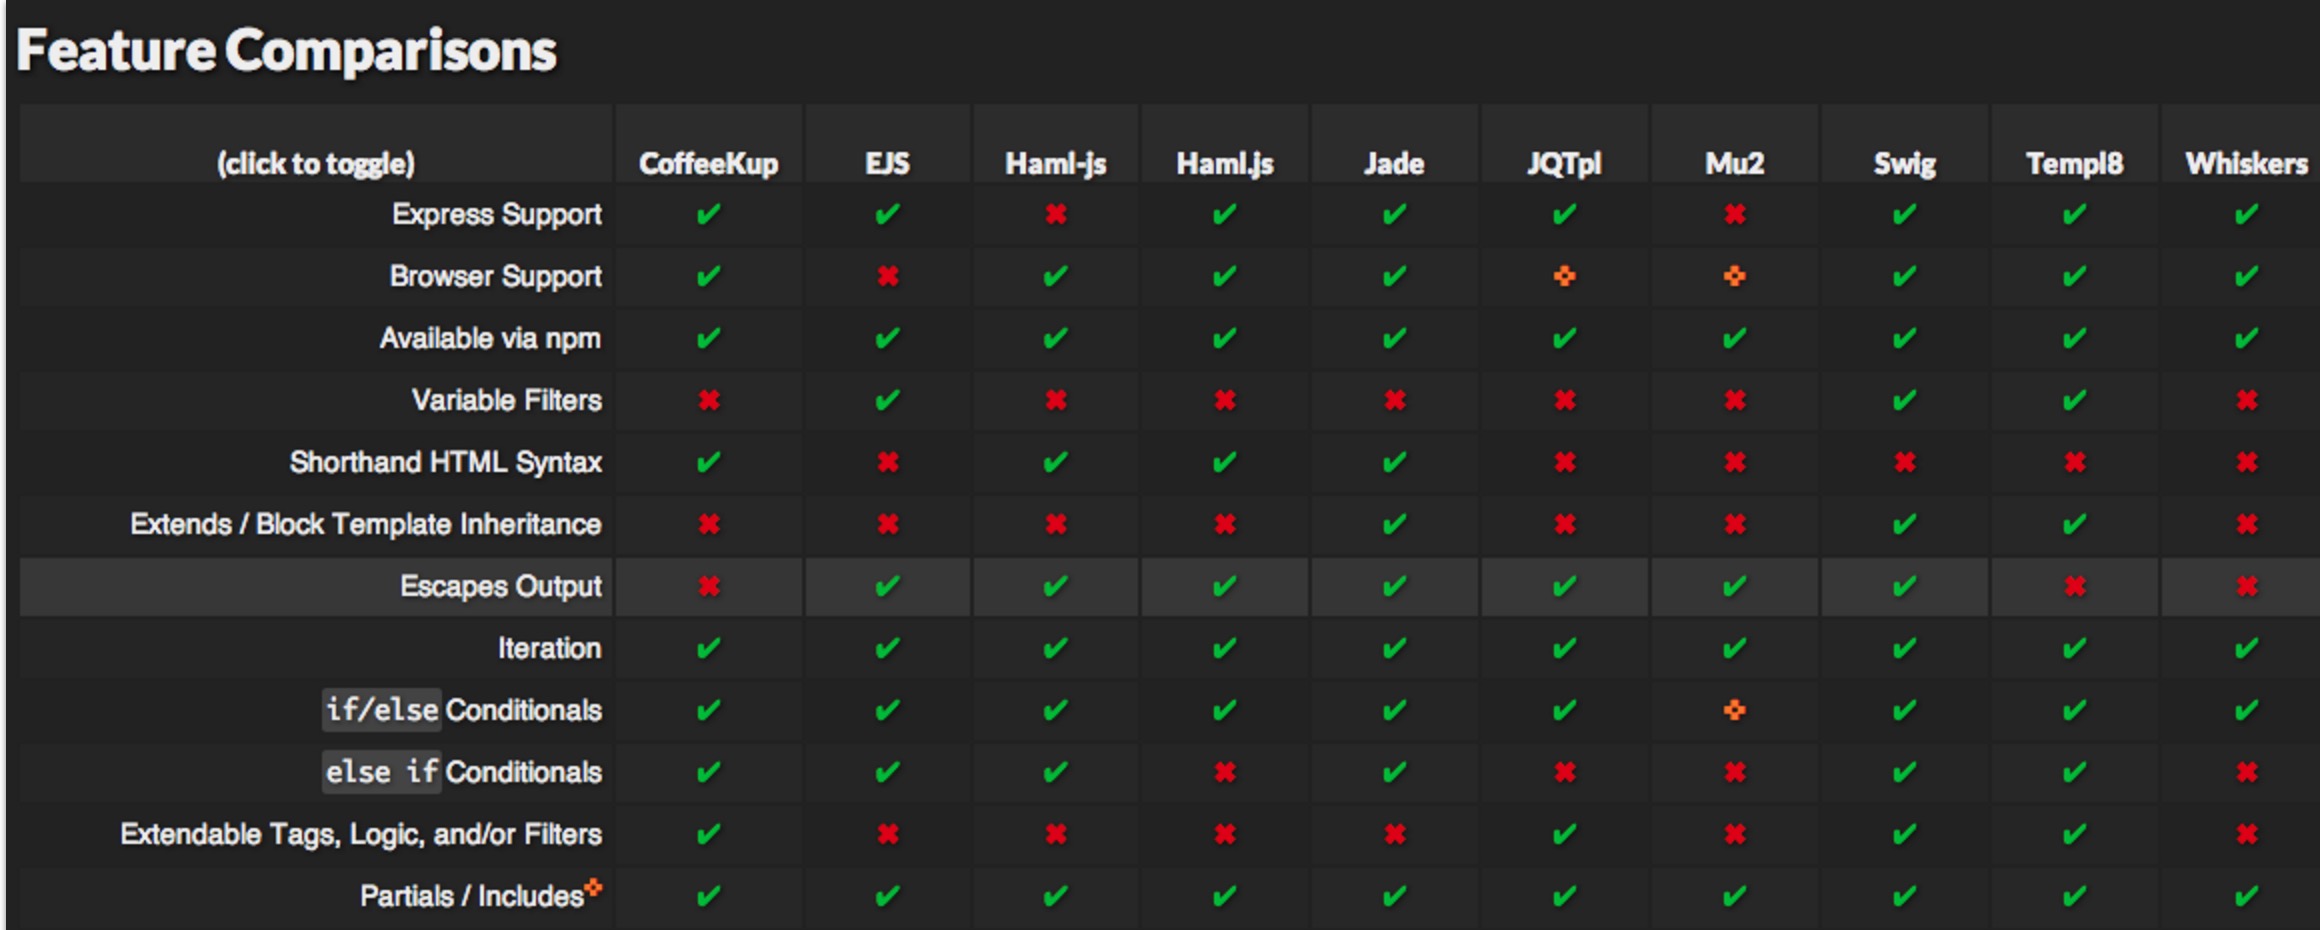 Feature Comparisons
(click to toggle) CoffeeKup EJS Haml-js Haml.js Jade JQTpl Mu2 Swig Templ8 Whiskers
Express Support ✔ ✔ ✖ ✔ ✔ ✔ ✖ ✔ ✔ ✔
Browser Support ✔ ✖ ✔ ✔ ✔ ✜ ✜ ✔ ✔ ✔
Available via npm ✔ ✔ ✔ ✔ ✔ ✔ ✔ ✔ ✔ ✔
Variable Filters ✖ ✔ ✖ ✖ ✖ ✖ ✖ ✔ ✔ ✖
Shorthand HTML Syntax ✔ ✖ ✔ ✔ ✔ ✖ ✖ ✖ ✖ ✖
Extends / Block Template Inheritance ✖ ✖ ✖ ✖ ✔ ✖ ✖ ✔ ✔ ✖
Escapes Output ✖ ✔ ✔ ✔ ✔ ✔ ✔ ✔ ✖ ✖
Iteration ✔ ✔ ✔ ✔ ✔ ✔ ✔ ✔ ✔ ✔
if/else Conditionals ✔ ✔ ✔ ✔ ✔ ✔ ✜ ✔ ✔ ✔
else if Conditionals ✔ ✔ ✔ ✖ ✔ ✖ ✖ ✔ ✔ ✖
Extendable Tags, Logic, and/or Filters ✔ ✖ ✖ ✖ ✖ ✔ ✖ ✔ ✔ ✖
Partials / Includes✜ ✔ ✔ ✔ ✔ ✔ ✔ ✔ ✔ ✔ ✔